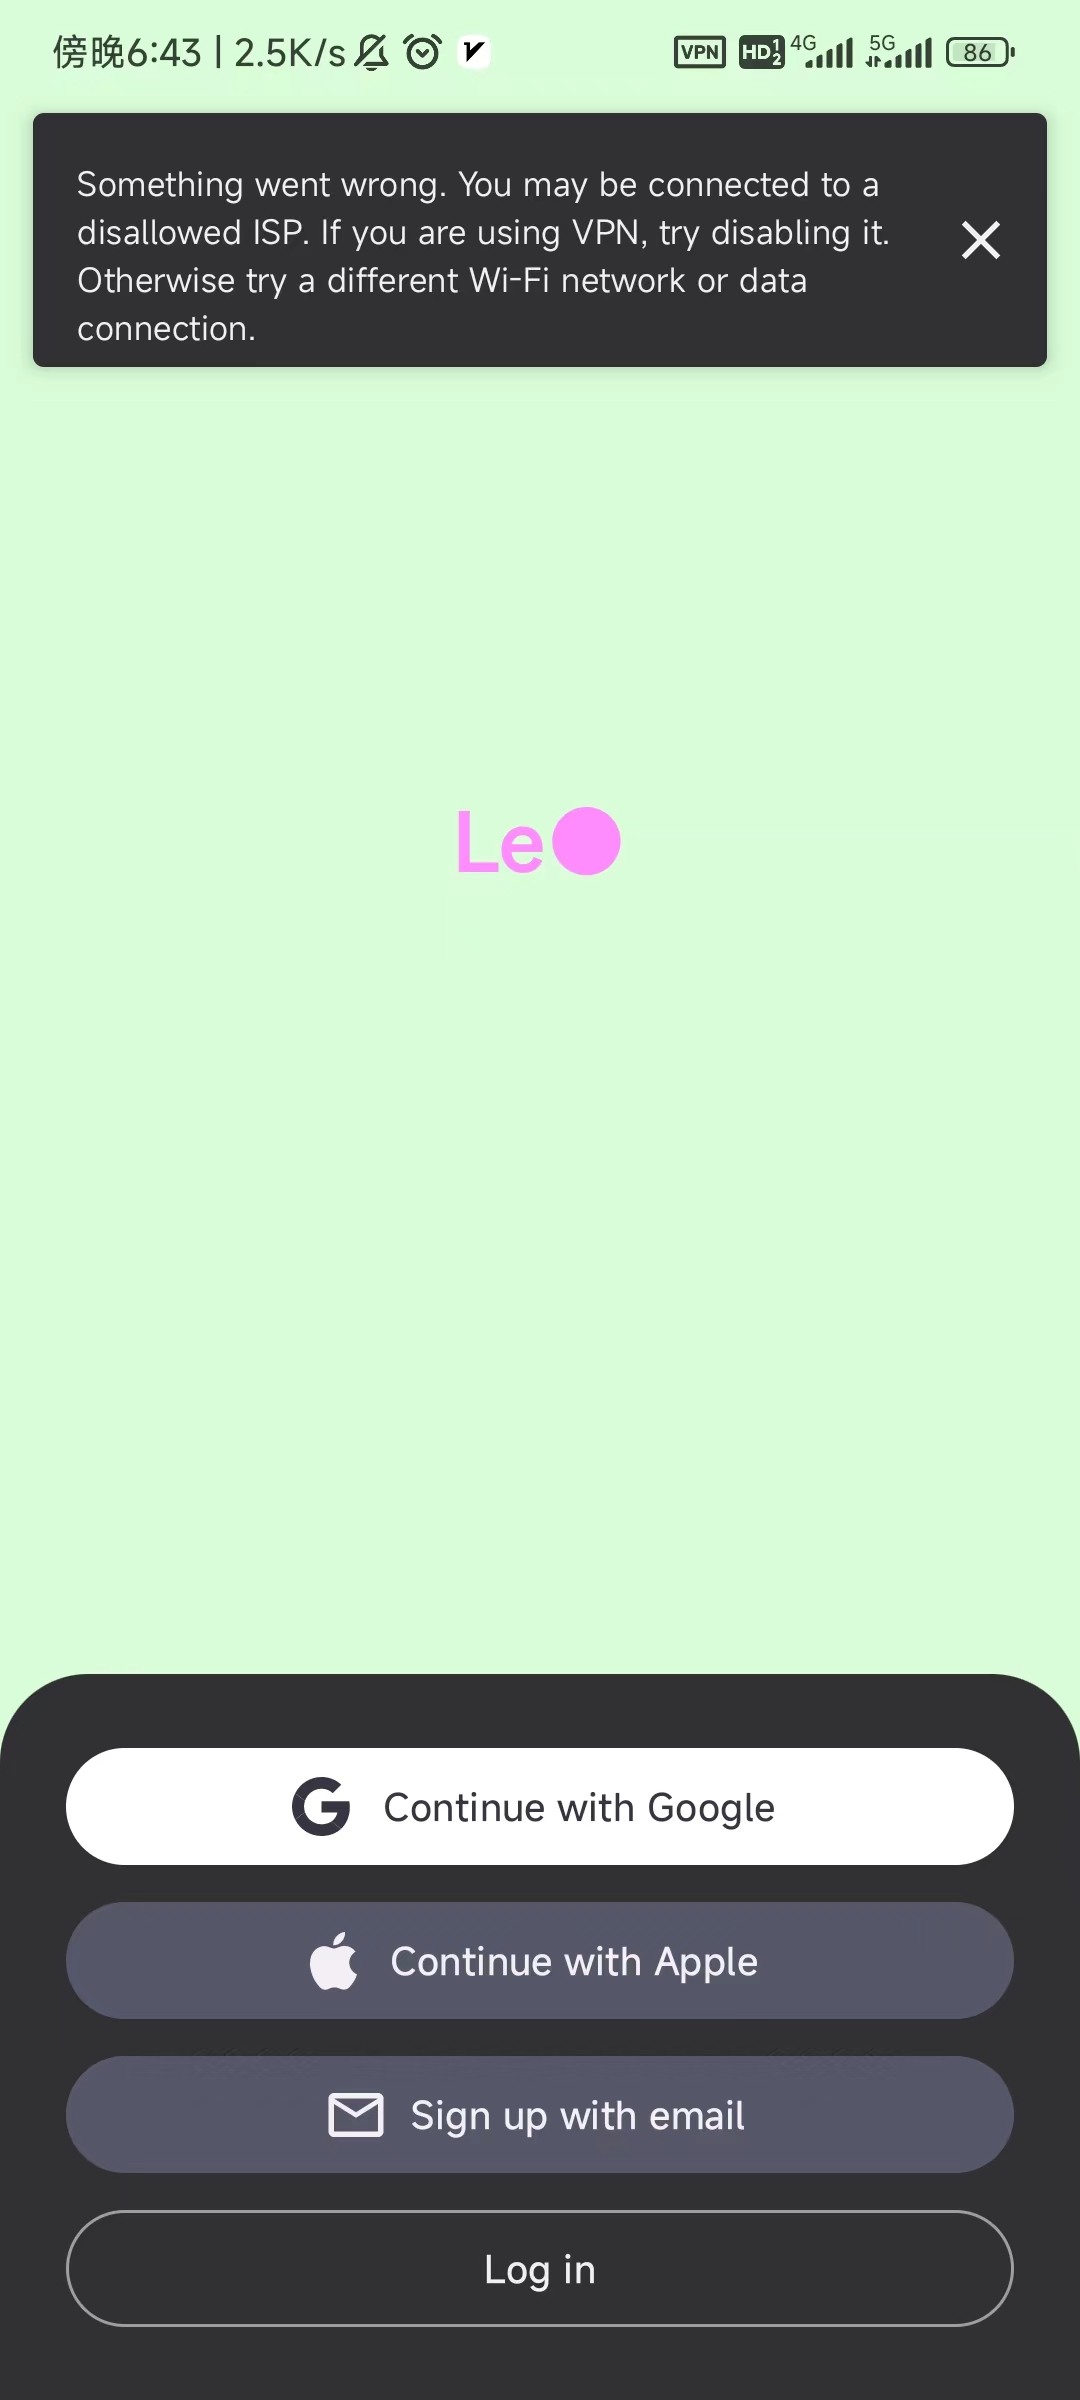 傍晚6:43 | 2.5K/s
VPN HD 1 2 4G 5G 86
Something went wrong. You may be connected to a
disallowed ISP. If you are using VPN, try disabling it.
Otherwise try a different Wi-Fi network or data
connection.
Le
Continue with Google
Continue with Apple
Sign up with email
Log in